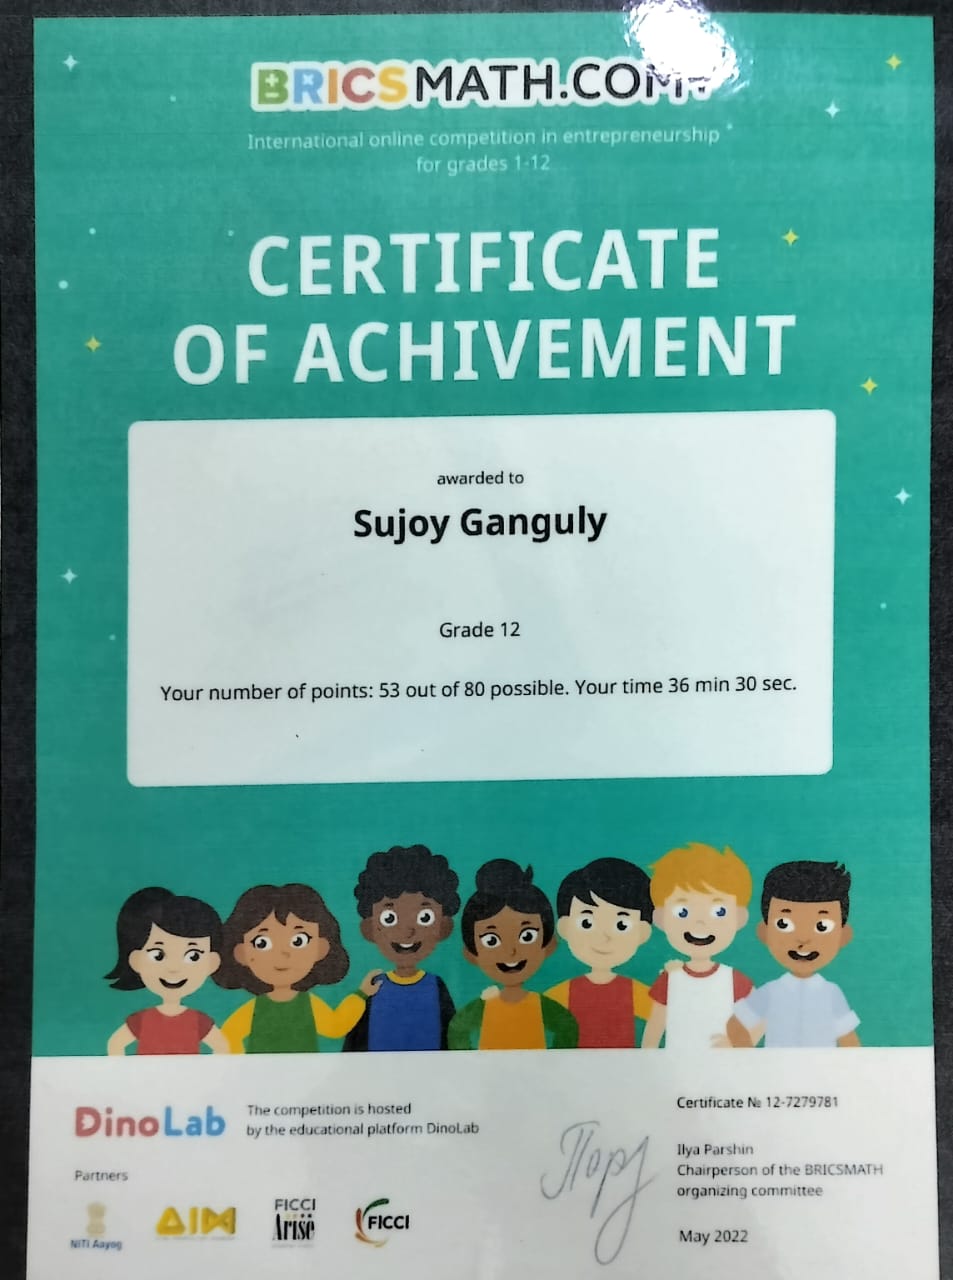 BRICSMATH.COM+
International online competition in entrepreneurship
for grades 1-12
CERTIFICATE
OF ACHIVEMENT
awarded to
Sujoy Ganguly
Grade 12
Your number of points: 53 out of 80 possible. Your time 36 min 30 sec.
DinoLab
The competition is hosted
by the educational platform DinoLab
Partners
NITI Aayog
AIM
FICCI
Arise
FICCI
Certificate № 12-7279781
Ilya Parshin
Chairperson of the BRICSMATH
organizing committee
May 2022